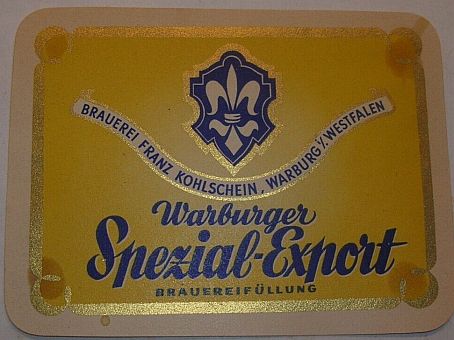 BRAUEREI FRANZ KOHLSCHEIN, WARBURG i/. WESTFALEN
Warburger
Spezial-Export
BRAUEREIFÜLLUNG